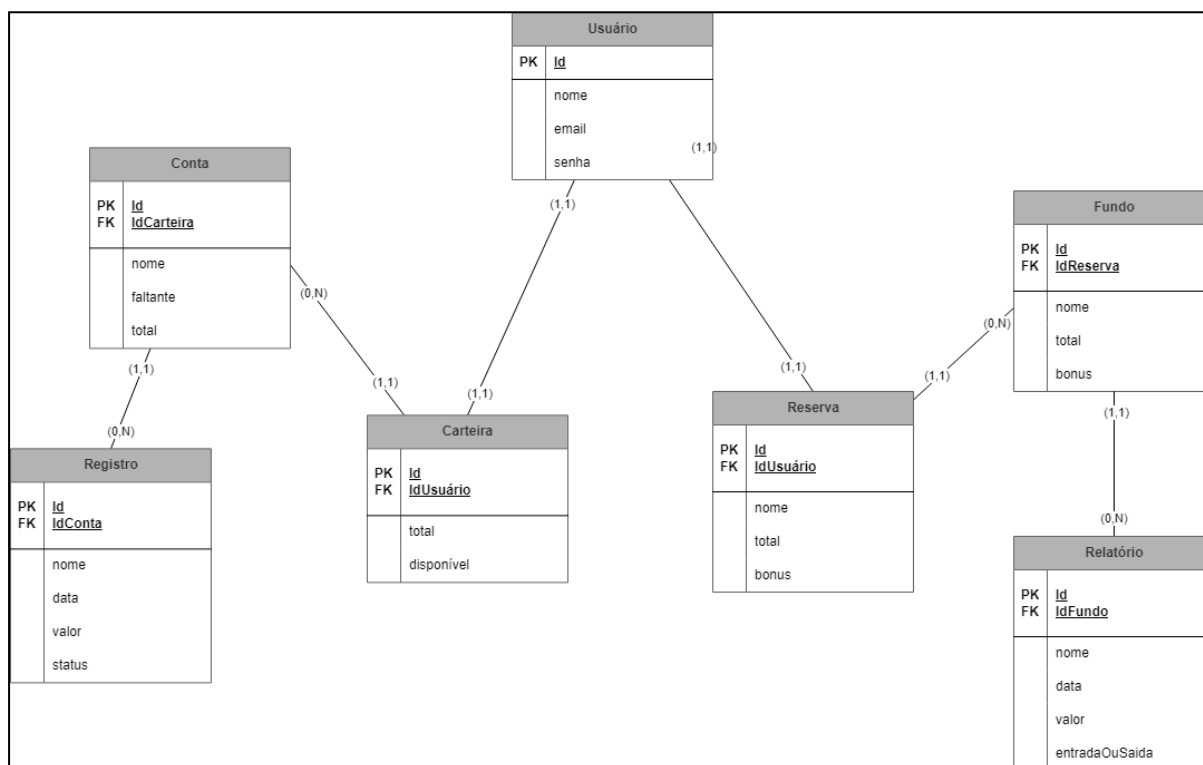 Usuário
PK Id
nome
email
senha
(1,1)
(1,1)
Conta
PK Id
FK IdCarteira
nome
faltante
total
(0,N)
(1,1)
(1,1)
(0,N)
Registro
PK Id
FK IdConta
nome
data
valor
status
(1,1)
Carteira
PK Id
FK IdUsuário
total
disponível
(1,1)
Reserva
PK Id
FK IdUsuário
nome
total
bonus
(1,1)
(0,N)
Fundo
PK Id
FK IdReserva
nome
total
bonus
(1,1)
(0,N)
Relatório
PK Id
FK IdFundo
nome
data
valor
entradaOuSaida